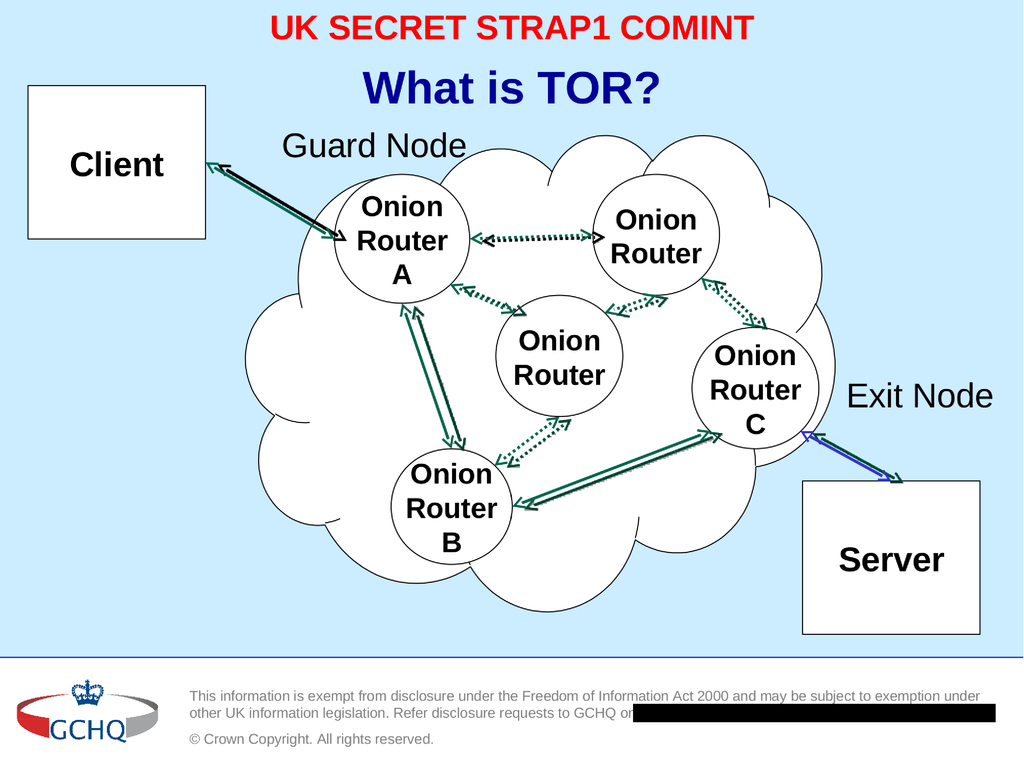 UK SECRET STRAP1 COMINT
What is TOR?
Client
Guard Node
Onion
Router
A
Onion
Router
Onion
Router
Onion
Router
C
Exit Node
Onion
Router
B
Server
GCHQ
This information is exempt from disclosure under the Freedom of Information Act 2000 and may be subject to exemption under
other UK information legislation. Refer disclosure requests to GCHQ on
© Crown Copyright. All rights reserved.